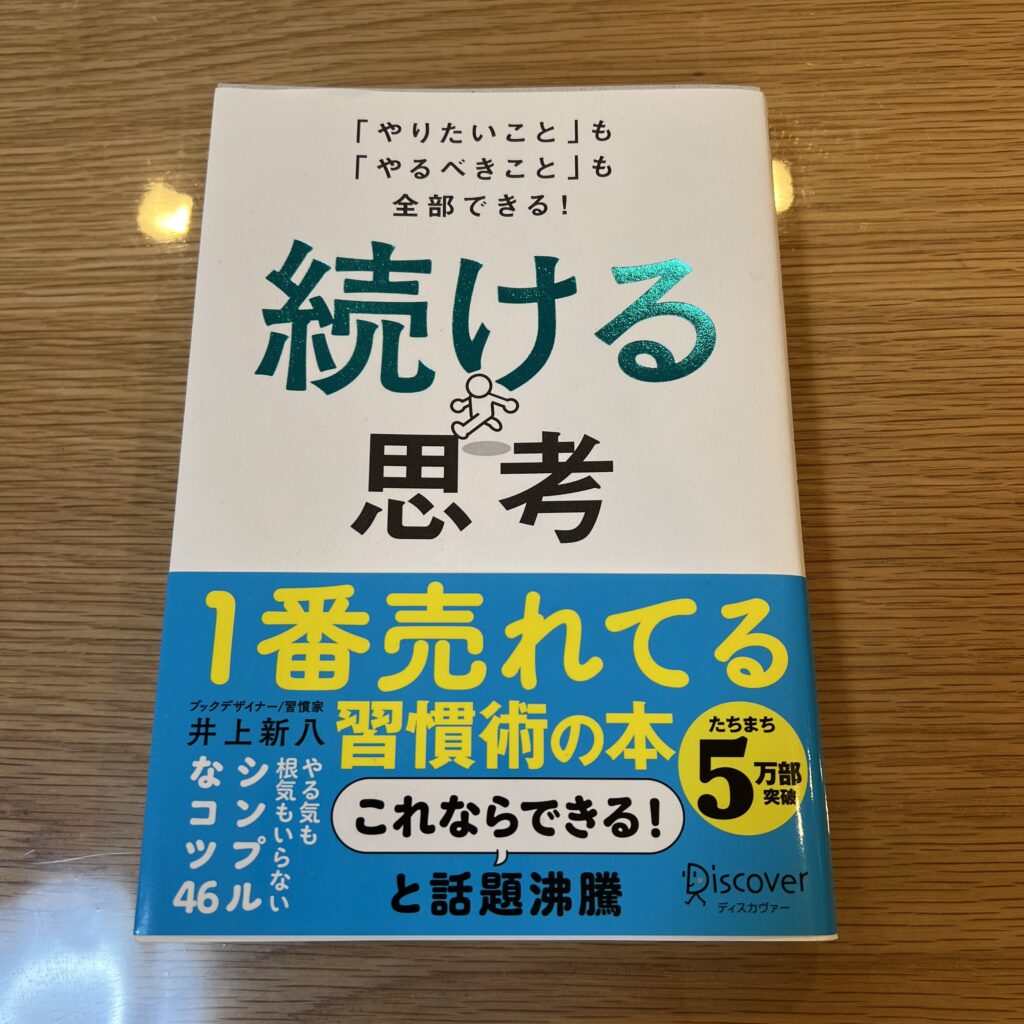 「やりたいこと」も
「やるべきこと」も
全部できる!
続ける
思考
1番売れてる
習慣術の本
ブックデザイナー/習慣家
井上新八
やる気も
根気もいらない
シンプル
なコツ46
たちまち
5万部
突破
これならできる!
と話題沸騰
Discover
ディスカヴァー